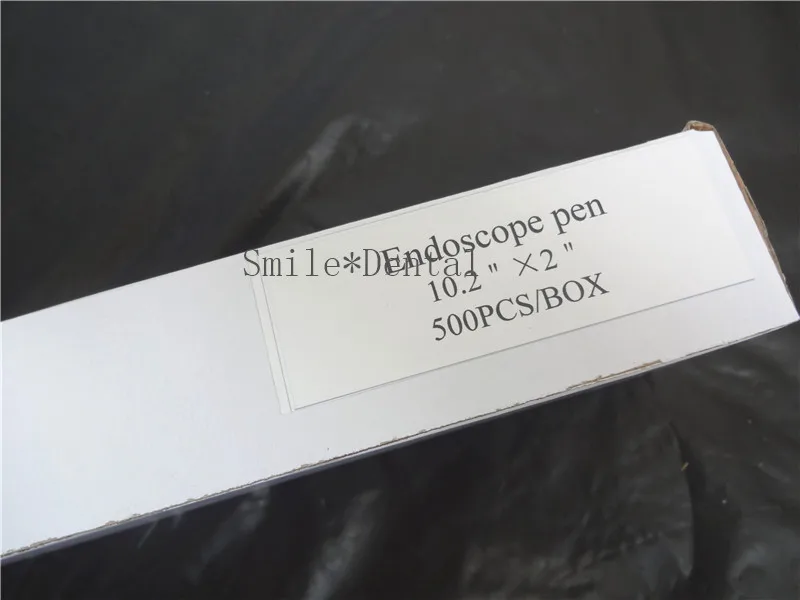 Endoscope pen
Smile*Dental
10.2" ×2"
500PCS/BOX